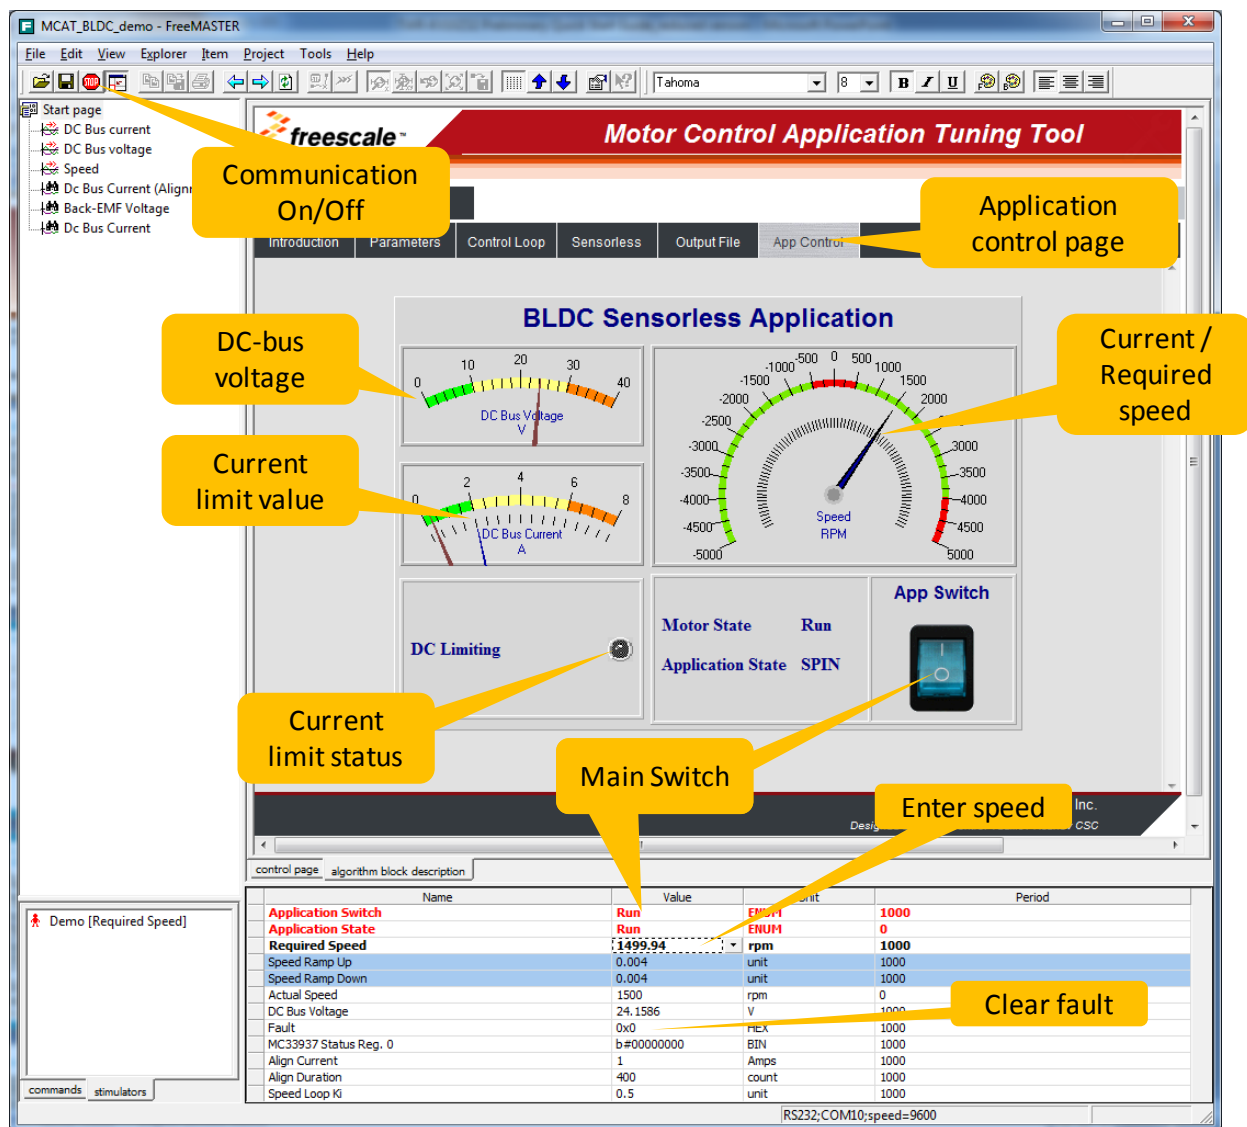 MCAT_BLDC_demo - FreeMASTER
File Edit View Explorer Item Project Tools Help
Tahoma 8 B I U
Start page
DC Bus current
DC Bus voltage
Speed
Dc Bus Current (Alignm
Back-EMF Voltage
Dc Bus Current
freescale™
Motor Control Application Tuning Tool
Communication
On/Off
Application
control page
Introduction Parameters Control Loop Sensorless Output File App Control
BLDC Sensorless Application
DC-bus
voltage
0 10 20 30 40
DC Bus Voltage
V
Current
limit value
0 2 4 6 8
DC Bus Current
A
-5000 -4500 -4000 -3500 -3000 -2500 -2000 -1500 -1000 -500 0 500 1000 1500 2000 3000 3500 4000 4500 5000
Speed
RPM
Current /
Required
speed
DC Limiting
Motor State Run
Application State SPIN
App Switch
Current
limit status
Main Switch
Enter speed
Inc.
CSC
control page algorithm block description
Name Value Unit Period
Application Switch Run ENUM 1000
Application State Run ENUM 0
Required Speed 1499.94 rpm 1000
Speed Ramp Up 0.004 unit 1000
Speed Ramp Down 0.004 unit 1000
Actual Speed 1500 rpm 0
DC Bus Voltage 24.1586 V 1000
Fault 0x0 HEX 1000
MC33937 Status Reg. 0 b#00000000 BIN 1000
Align Current 1 Amps 1000
Align Duration 400 count 1000
Speed Loop Ki 0.5 unit 1000
Clear fault
Demo [Required Speed]
commands stimulators
RS232;COM10;speed=9600